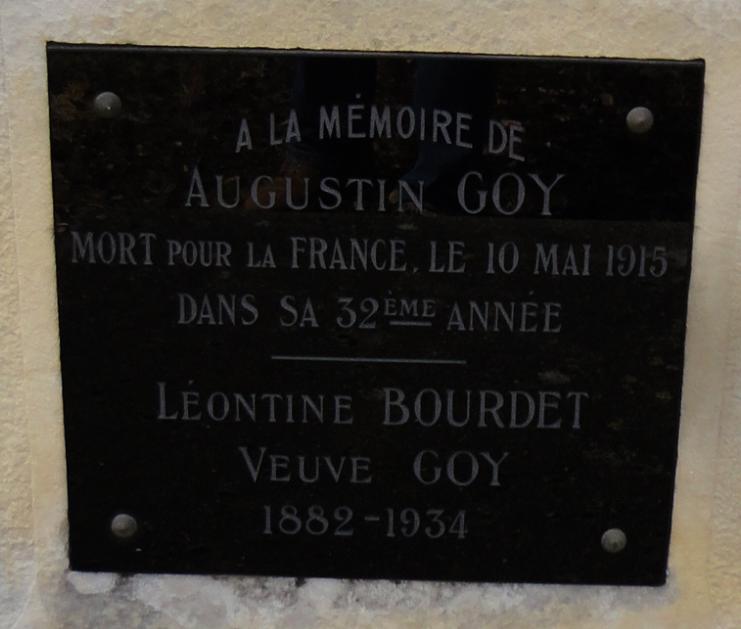 A LA MÉMOIRE DE
AUGUSTIN GOY
MORT POUR LA FRANCE, LE 10 MAI 1915
DANS SA 32ÈME ANNÉE
LÉONTINE BOURDET
VEUVE GOY
1882-1934